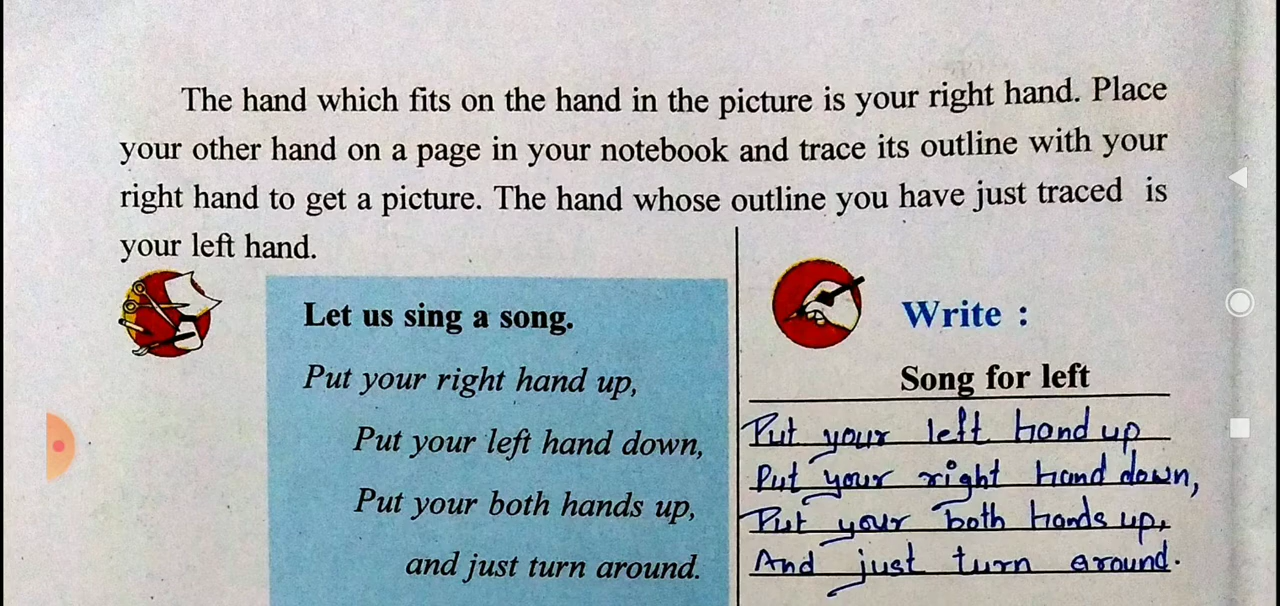 The hand which fits on the hand in the picture is your right hand. Place
your other hand on a page in your notebook and trace its outline with your
right hand to get a picture. The hand whose outline you have just traced is
your left hand.
Let us sing a song.
Put your right hand up,
Put your left hand down,
Put your both hands up,
and just turn around.
Write :
Song for left
Put your left hand up
Put your right hand down,
Put your both hands up,
And just turn around.